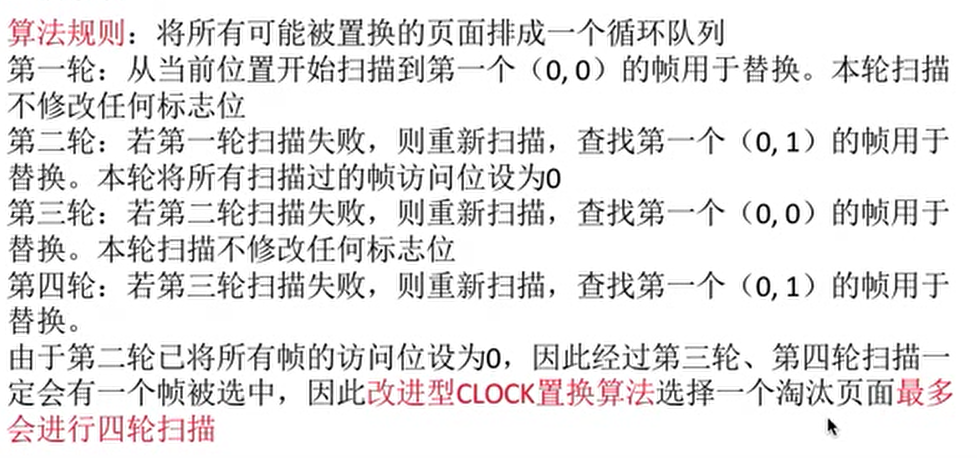 算法规则：将所有可能被置换的页面排成一个循环队列
第一轮：从当前位置开始扫描到第一个（0, 0）的帧用于替换。本轮扫描
不修改任何标志位
第二轮：若第一轮扫描失败，则重新扫描，查找第一个（0, 1）的帧用于
替换。本轮将所有扫描过的帧访问位设为0
第三轮：若第二轮扫描失败，则重新扫描，查找第一个（0, 0）的帧用于
替换。本轮扫描不修改任何标志位
第四轮：若第三轮扫描失败，则重新扫描，查找第一个（0, 1）的帧用于
替换。
由于第二轮已将所有帧的访问位设为0，因此经过第三轮、第四轮扫描一
定会有一个帧被选中，因此改进型CLOCK置换算法选择一个淘汰页面最多
会进行四轮扫描